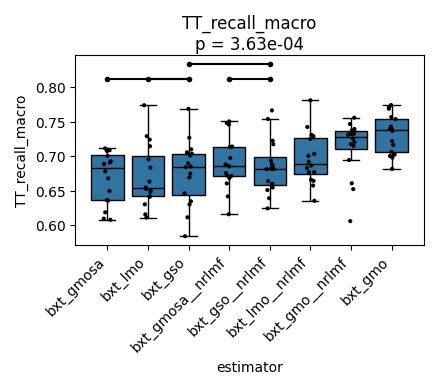 TT_recall_macro
p = 3.63e-04
TT_recall_macro
0.80
0.75
0.70
0.65
0.60
bxt_gmosa
bxt_lmo
bxt_gso
bxt_gmosa__nrlmf
bxt_gso__nrlmf
bxt_lmo__nrlmf
bxt_gmo__nrlmf
bxt_gmo
estimator